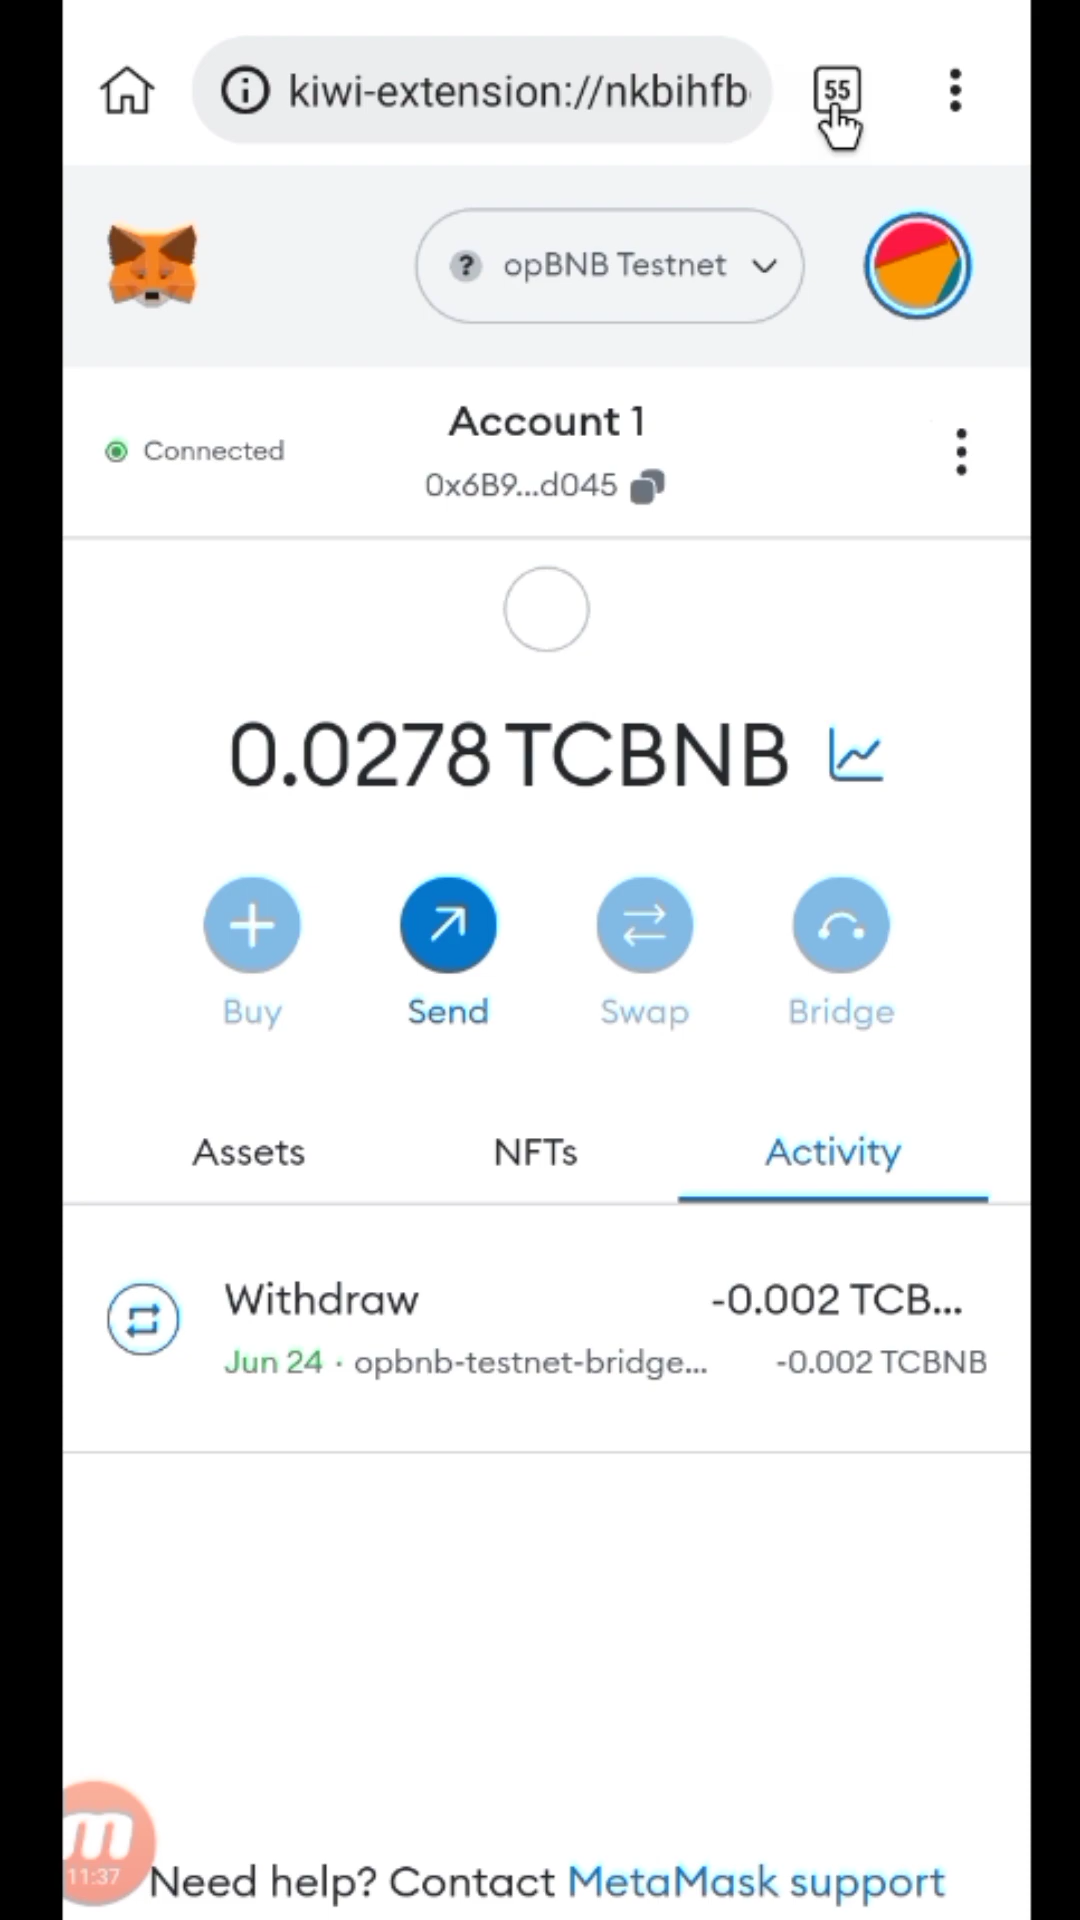 kiwi-extension://nkbihfb
55
? opBNB Testnet
Account 1
Connected
0x6B9...d045
0.0278 TCBNB
Buy Send Swap Bridge
Assets NFTs Activity
Withdraw -0.002 TCB...
Jun 24 · opbnb-testnet-bridge... -0.002 TCBNB
11:37
Need help? Contact MetaMask support